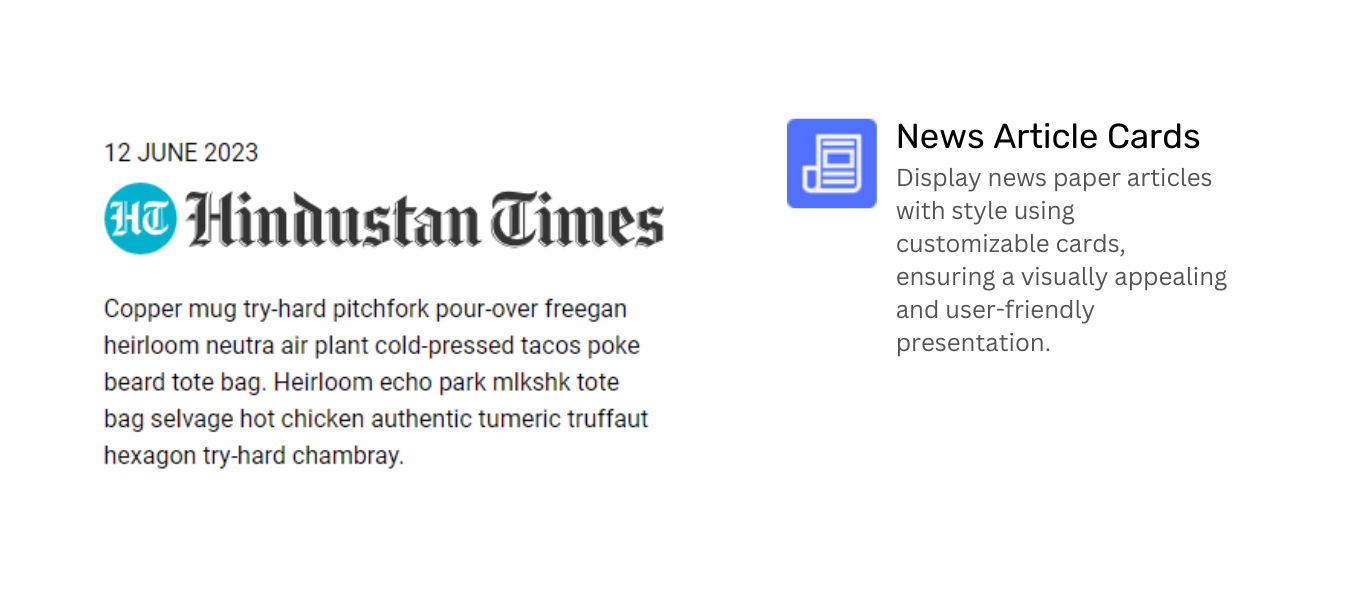 12 JUNE 2023
HT Hindustan Times
Copper mug try-hard pitchfork pour-over freegan
heirloom neutra air plant cold-pressed tacos poke
beard tote bag. Heirloom echo park mlkshk tote
bag selvage hot chicken authentic tumeric truffaut
hexagon try-hard chambray.
News Article Cards
Display news paper articles
with style using
customizable cards,
ensuring a visually appealing
and user-friendly
presentation.